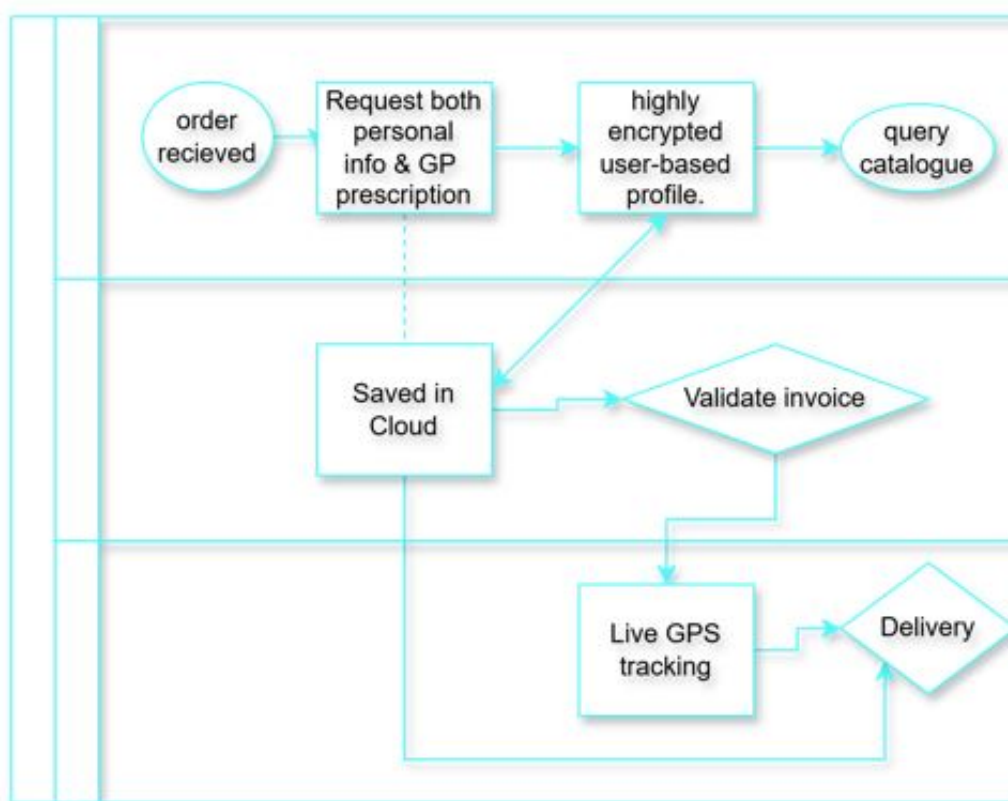 order
recieved
Request both
personal
info & GP
prescription
highly
encrypted
user-based
profile.
query
catalogue
Saved in
Cloud
Validate invoice
Live GPS
tracking
Delivery